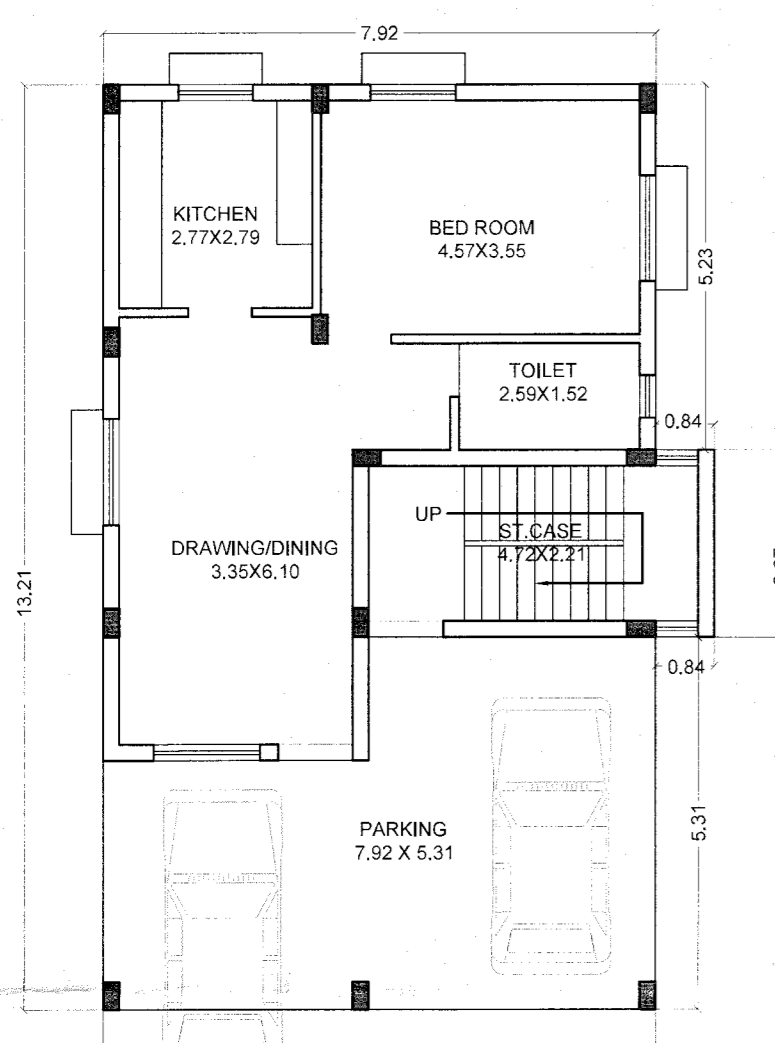 7.92
KITCHEN
2.77X2.79
BED ROOM
4.57X3.55
5.23
TOILET
2.59X1.52
0.84
UP
ST.CASE
4.72X2.21
DRAWING/DINING
3.35X6.10
13.21
0.84
PARKING
7.92 X 5.31
5.31